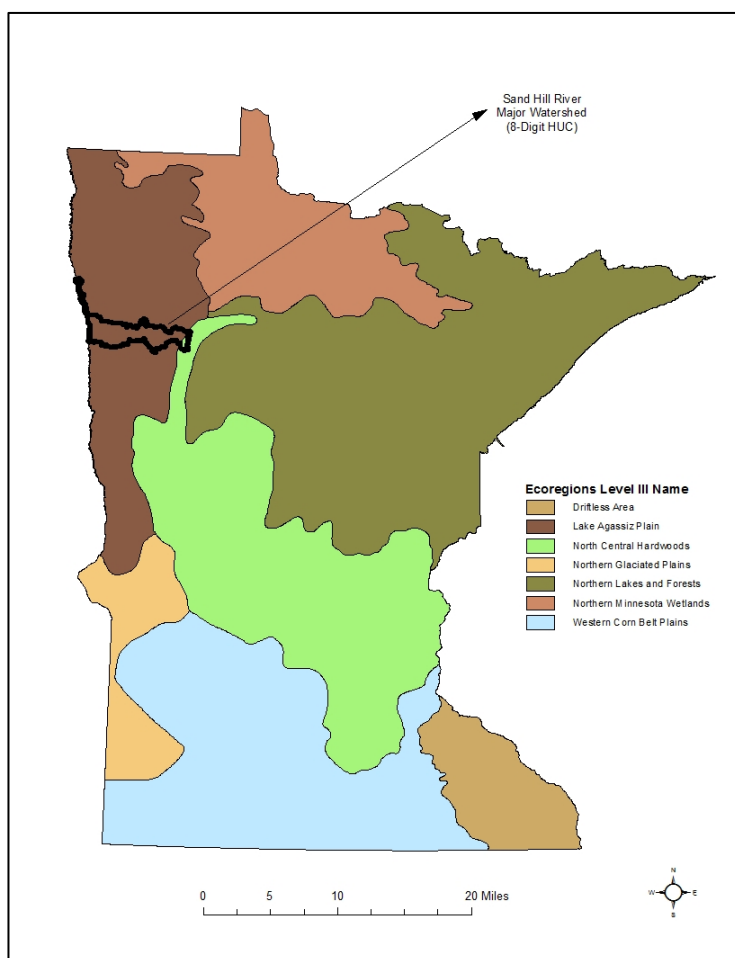 Sand Hill River
Major Watershed
(8-Digit HUC)
Ecoregions Level III Name
Driftless Area
Lake Agassiz Plain
North Central Hardwoods
Northern Glaciated Plains
Northern Lakes and Forests
Northern Minnesota Wetlands
Western Corn Belt Plains
0 5 10 20 Miles
N
W E
S